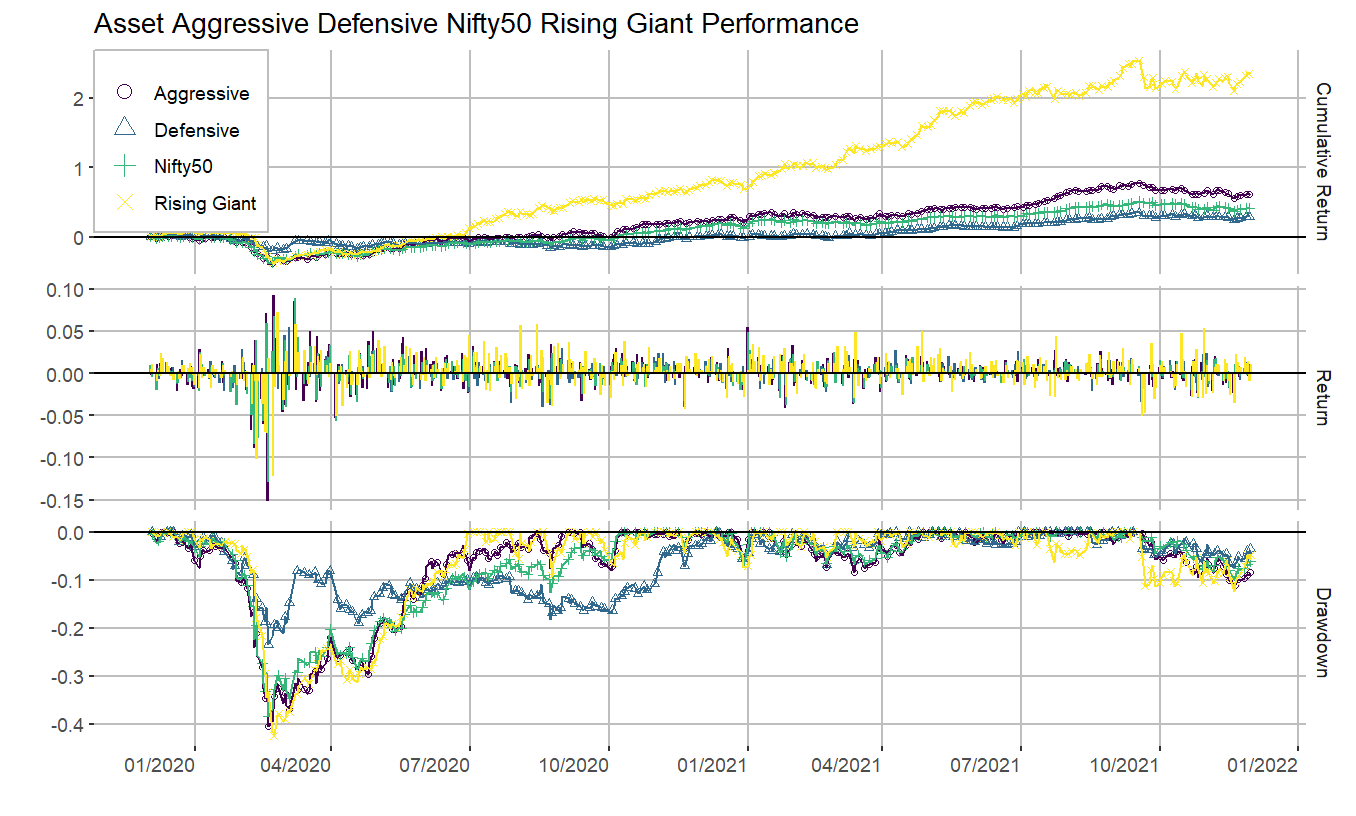 Asset Aggressive Defensive Nifty50 Rising Giant Performance
Aggressive
Defensive
Nifty50
Rising Giant
2
1
0
Cumulative Return
0.10
0.05
0.00
-0.05
-0.10
-0.15
Return
0.0
-0.1
-0.2
-0.3
-0.4
Drawdown
01/2020 04/2020 07/2020 10/2020 01/2021 04/2021 07/2021 10/2021 01/2022